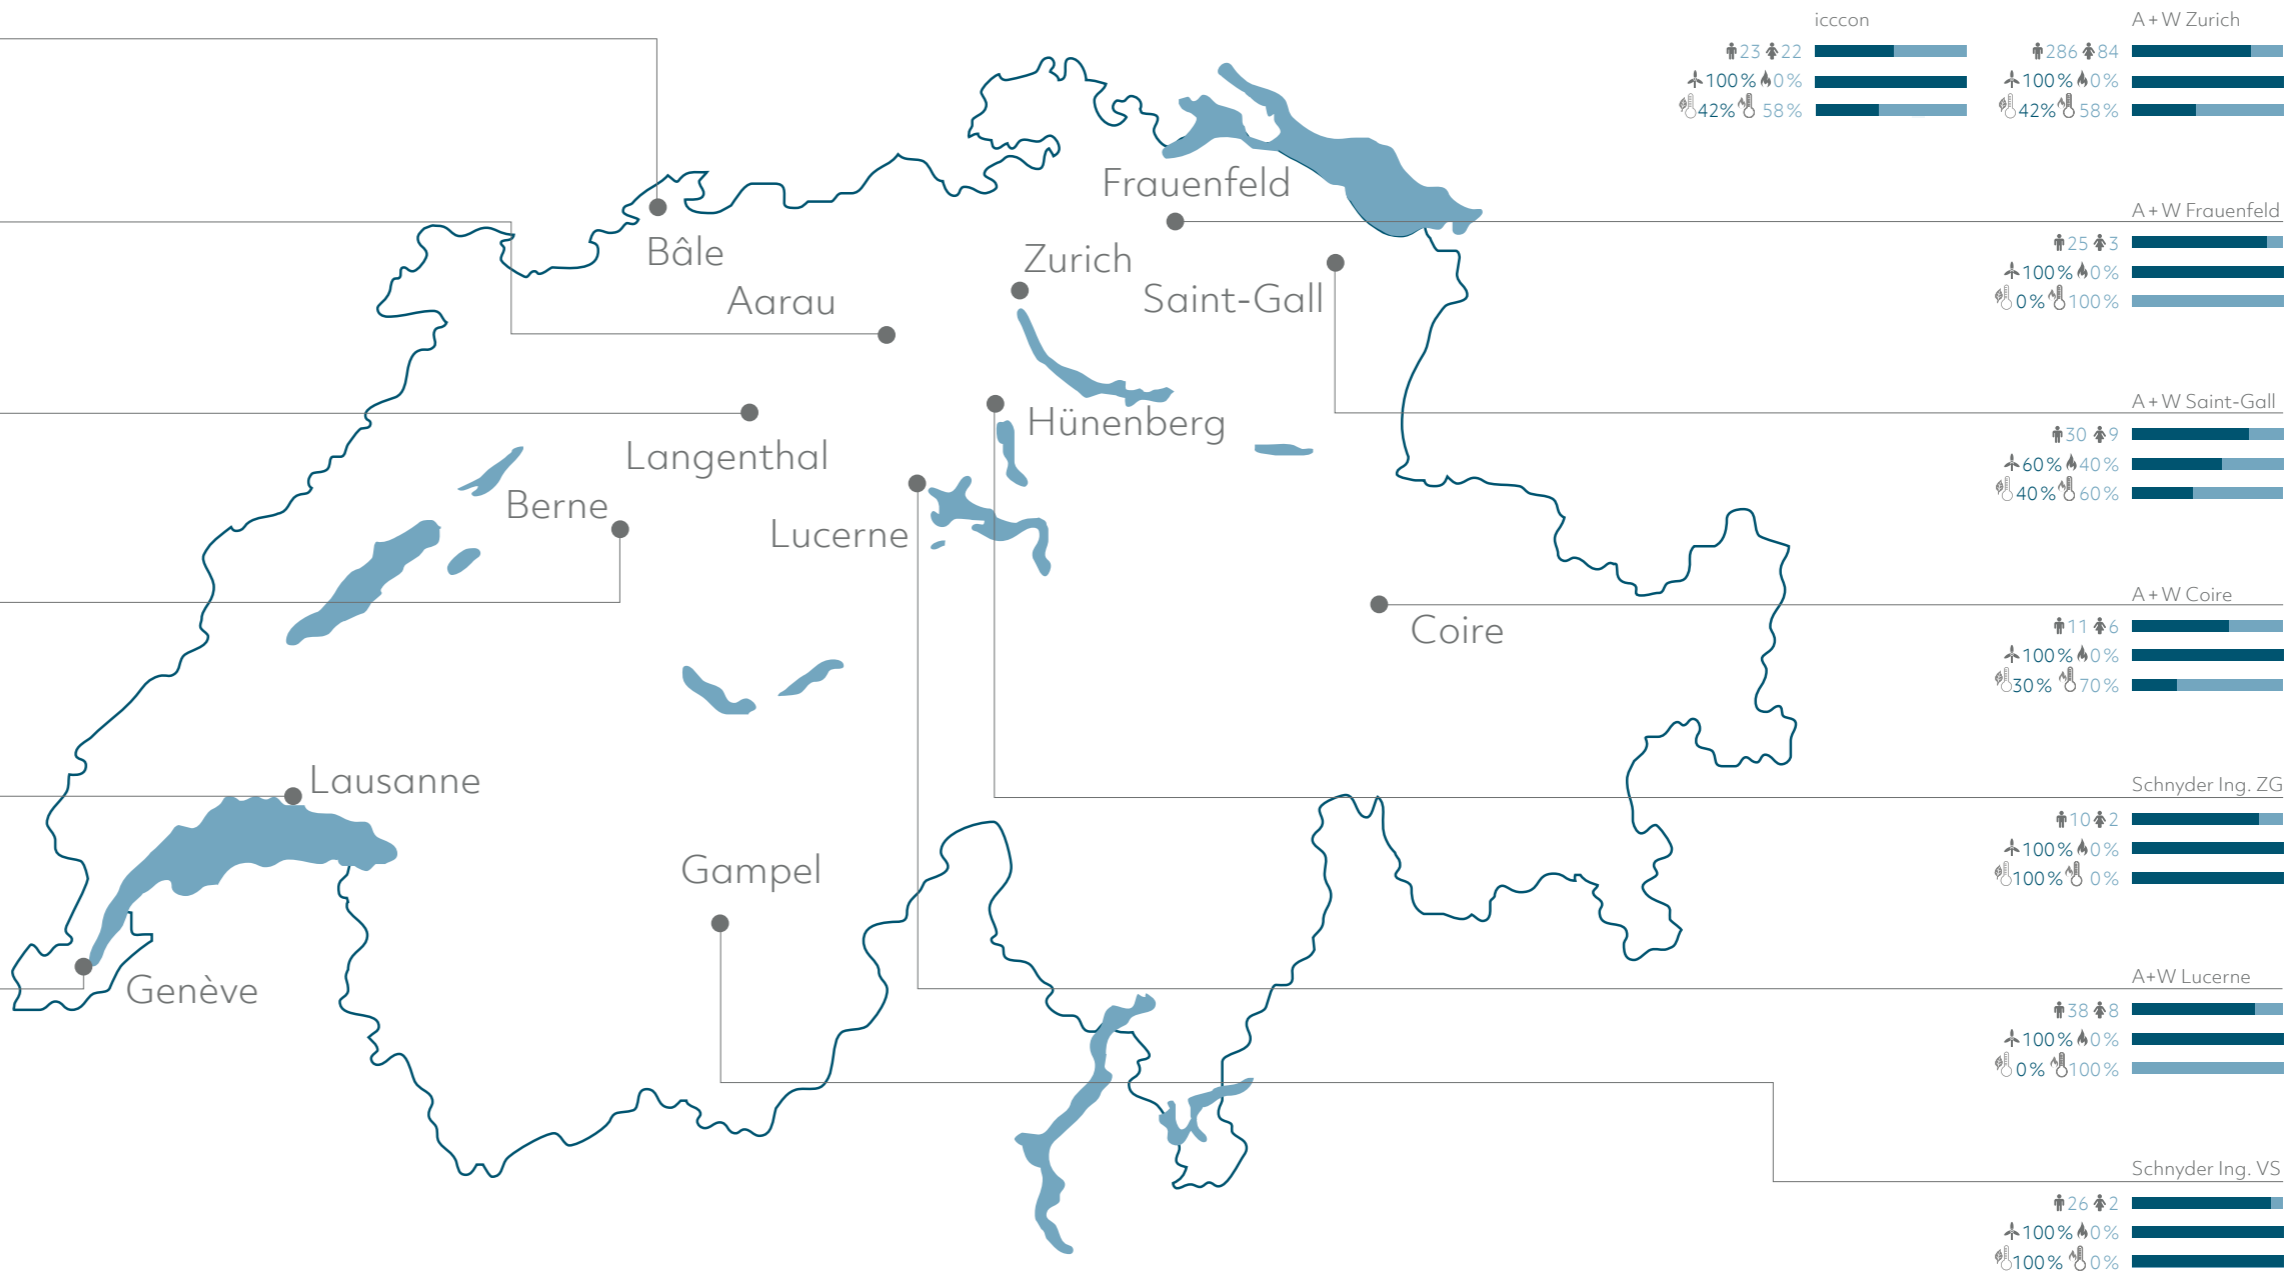 icccon
23 22
100% 0%
42% 58%
A+W Zurich
286 84
100% 0%
42% 58%
Frauenfeld
A+W Frauenfeld
25 3
100% 0%
0% 100%
Bâle
Zurich
Aarau
Saint-Gall
A+W Saint-Gall
30 9
60% 40%
40% 60%
Hünenberg
Langenthal
Berne
Lucerne
Coire
A+W Coire
11 6
100% 0%
30% 70%
Lausanne
Schnyder Ing. ZG
10 2
100% 0%
100% 0%
Gampel
Genève
A+W Lucerne
38 8
100% 0%
0% 100%
Schnyder Ing. VS
26 2
100% 0%
100% 0%